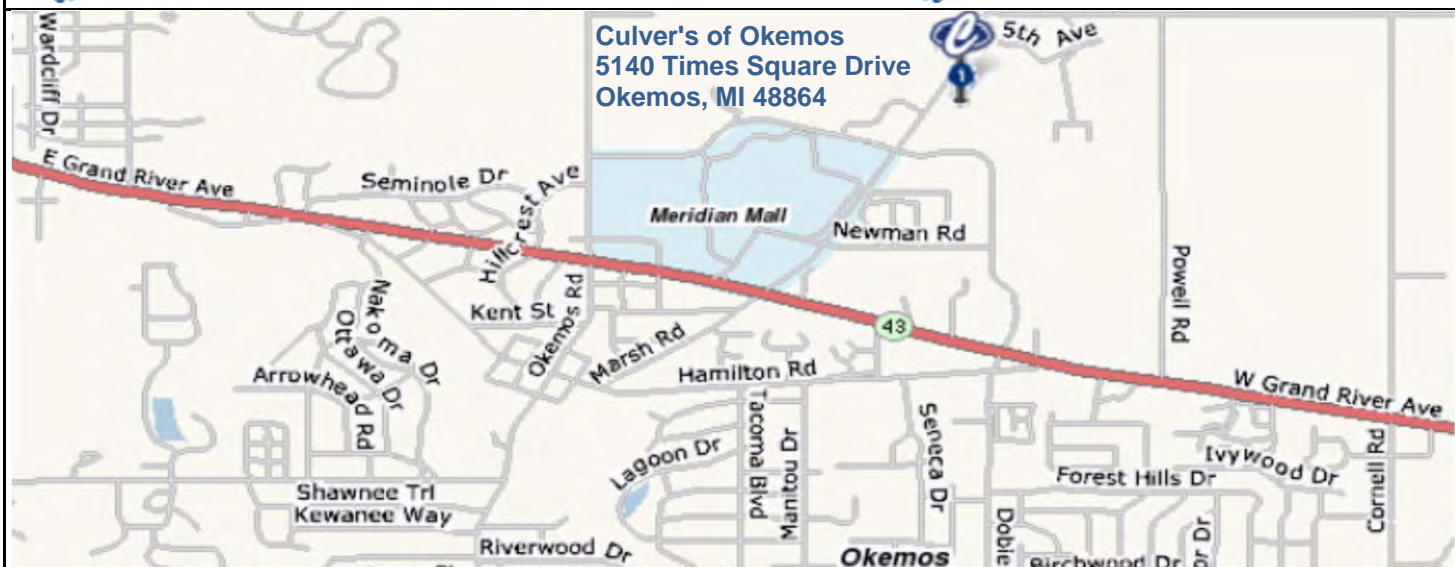 Culver's of Okemos
5140 Times Square Drive
Okemos, MI 48864
5th Ave
1
Wardcliff Dr
E Grand River Ave
Seminole Dr
Hillcrest Ave
Meridian Mall
Newman Rd
Powell Rd
Nakoma Dr
Ottawa Dr
Kent St
Okemos Rd
Marsh Rd
43
Arrowhead Rd
Hamilton Rd
W Grand River Ave
Tacoma Blvd
Manitou Dr
Seneca Dr
Lagoon Dr
Ivywood Dr
Forest Hills Dr
Cornell Rd
Shawnee Trl
Kewanee Way
Riverwood Dr
Okemos
Dobie
Birchwood Dr
or Dr